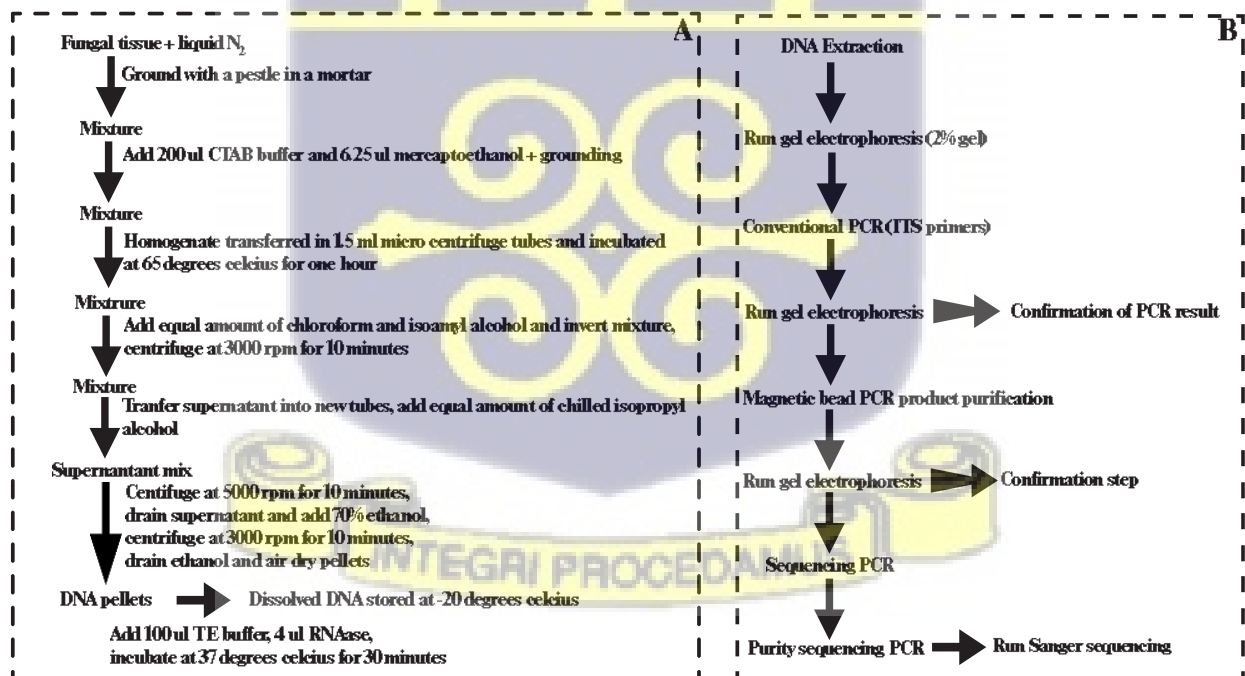 A
Fungal tissue + liquid N2
Ground with a pestle in a mortar
Mixture
Add 200 ul CTAB buffer and 6.25 ul mercaptoethanol + grounding
Mixture
Homogenate transferred in 1.5 ml micro centrifuge tubes and incubated
at 65 degrees celcius for one hour
Mixtrure
Add equal amount of chloroform and isoamyl alcohol and invert mixture,
centrifuge at 3000 rpm for 10 minutes
Mixture
Tranfer supernatant into new tubes, add equal amount of chilled isopropyl
alcohol
Supernantant mix
Centifuge at 5000 rpm for 10 minutes,
drain supernatant and add 70% ethanol,
centrifuge at 3000 rpm for 10 minutes,
drain ethanol and air dry pellets
DNA pellets
Dissolved DNA stored at -20 degrees celcius
Add 100 ul TE buffer, 4 ul RNAase,
incubate at 37 degrees celcius for 30 minutes
B
DNA Extraction
Run gel electrophoresis (2% gel)
Conventional PCR (ITS primers)
Run gel electrophoresis
Confirmation of PCR result
Magnetic bead PCR product purification
Run gel electrophoresis
Confirmation step
Sequencing PCR
Purity sequencing PCR
Run Sanger sequencing
INTEGRI PROCEDAMUS